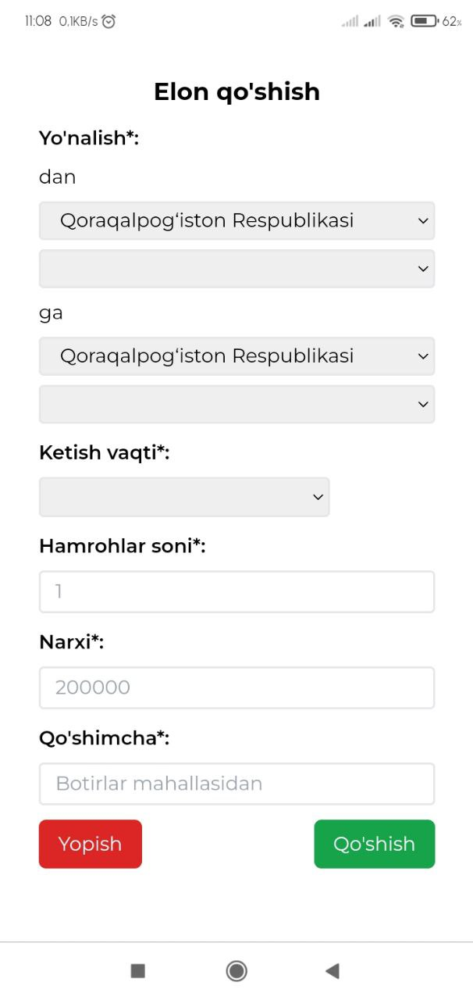 11:08 0,1KB/s 62%
Elon qo'shish
Yo'nalish*:
dan
Qoraqalpog‘iston Respublikasi
ga
Qoraqalpog‘iston Respublikasi
Ketish vaqti*:
Hamrohlar soni*:
1
Narxi*:
200000
Qo'shimcha*:
Botirlar mahallasidan
Yopish Qo'shish